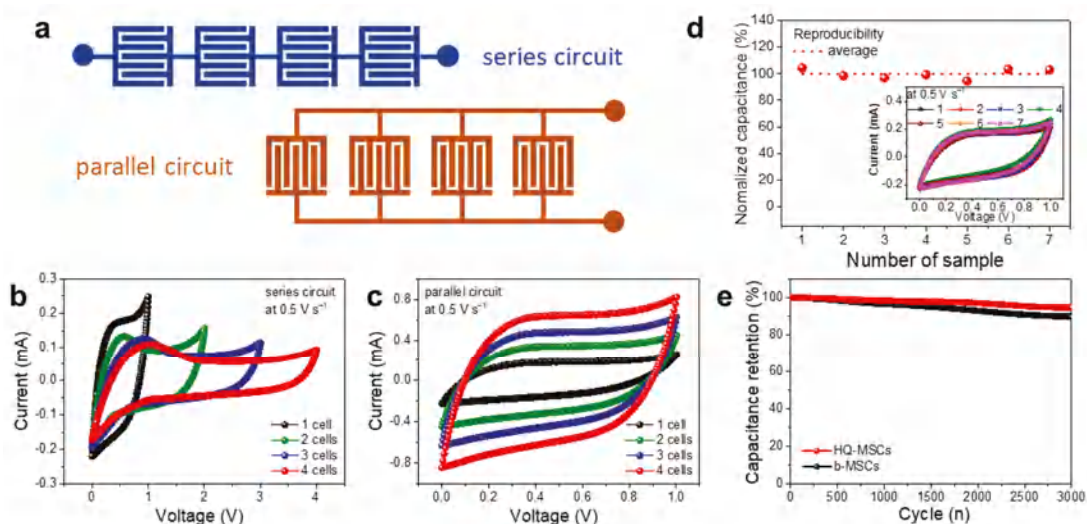 a
series circuit
parallel circuit
b
0.3
0.2
0.1
0.0
-0.1
-0.2
-0.3
Current (mA)
series circuit
at 0.5 V s⁻¹
1 cell
2 cells
3 cells
4 cells
0
1
2
3
4
Voltage (V)
c
0.8
0.4
0.0
-0.4
-0.8
Current (mA)
parallel circuit
at 0.5 V s⁻¹
1 cell
2 cells
3 cells
4 cells
0.0
0.2
0.4
0.6
0.8
1.0
Voltage (V)
d
140
120
100
80
60
40
20
0
Nomalized capacitance (%)
Reproducibility
average
at 0.5 V s⁻¹
1 2 3 4
5 6 7
0.4
0.2
0.0
-0.2
Current (mA)
0.0 0.2 0.4 0.6 0.8 1.0
Voltage (V)
1 2 3 4 5 6 7
Number of sample
e
100
80
60
40
20
0
Capacitance retention (%)
HQ-MSCs
b-MSCs
0 500 1000 1500 2000 2500 3000
Cycle (n)